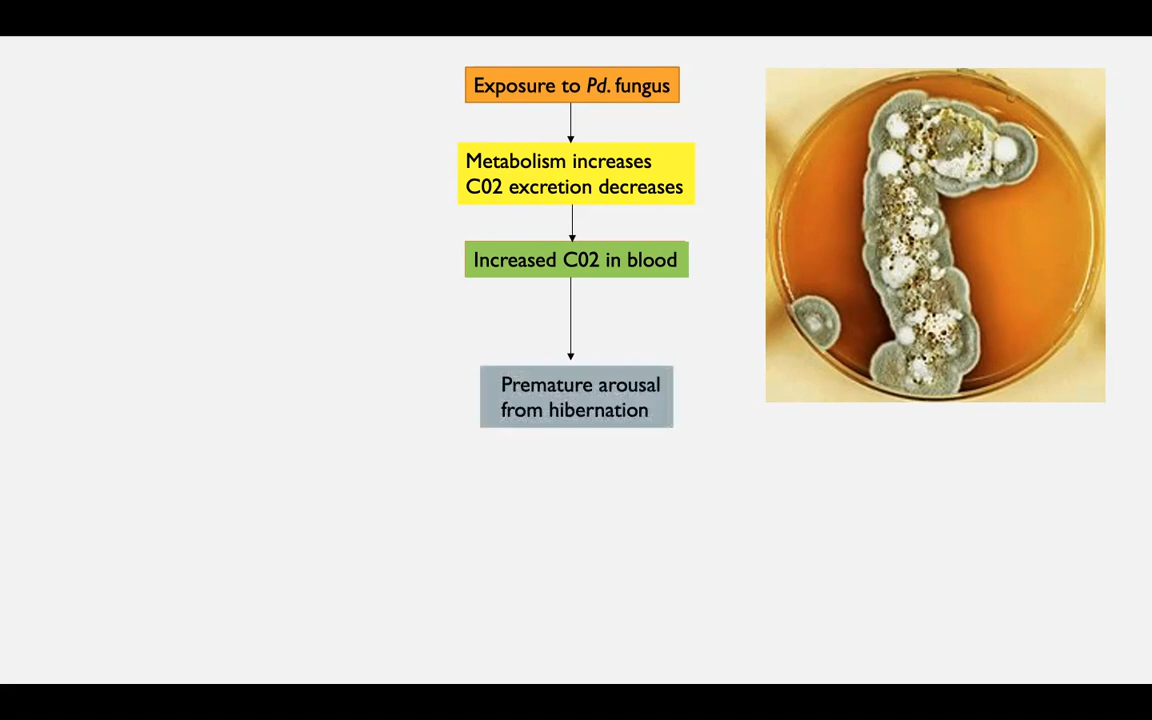 Exposure to Pd. fungus
Metabolism increases
C02 excretion decreases
Increased C02 in blood
Premature arousal
from hibernation